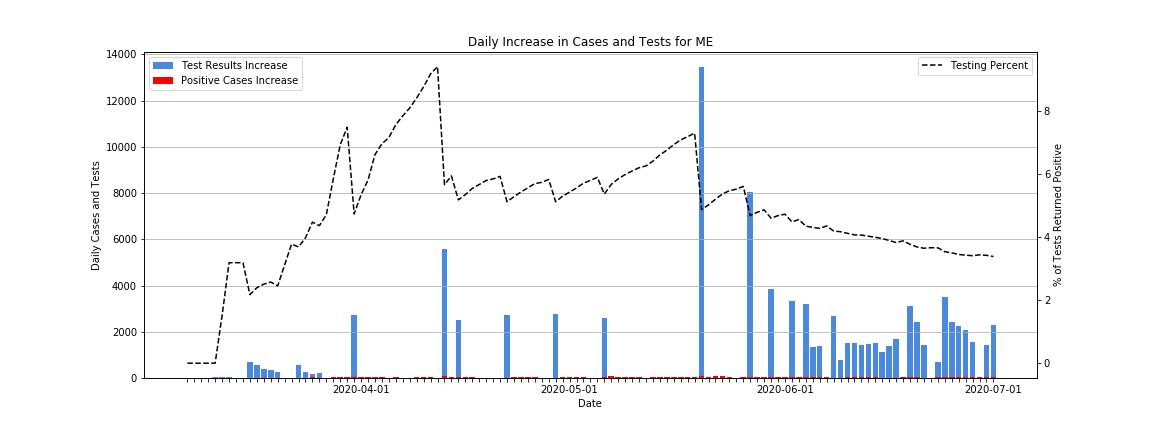 Daily Increase in Cases and Tests for ME
Test Results Increase
Positive Cases Increase
Testing Percent
14000
12000
10000
8000
6000
4000
2000
0
Daily Cases and Tests
8
6
4
2
0
% of Tests Returned Positive
2020-04-01
2020-05-01
2020-06-01
2020-07-01
Date